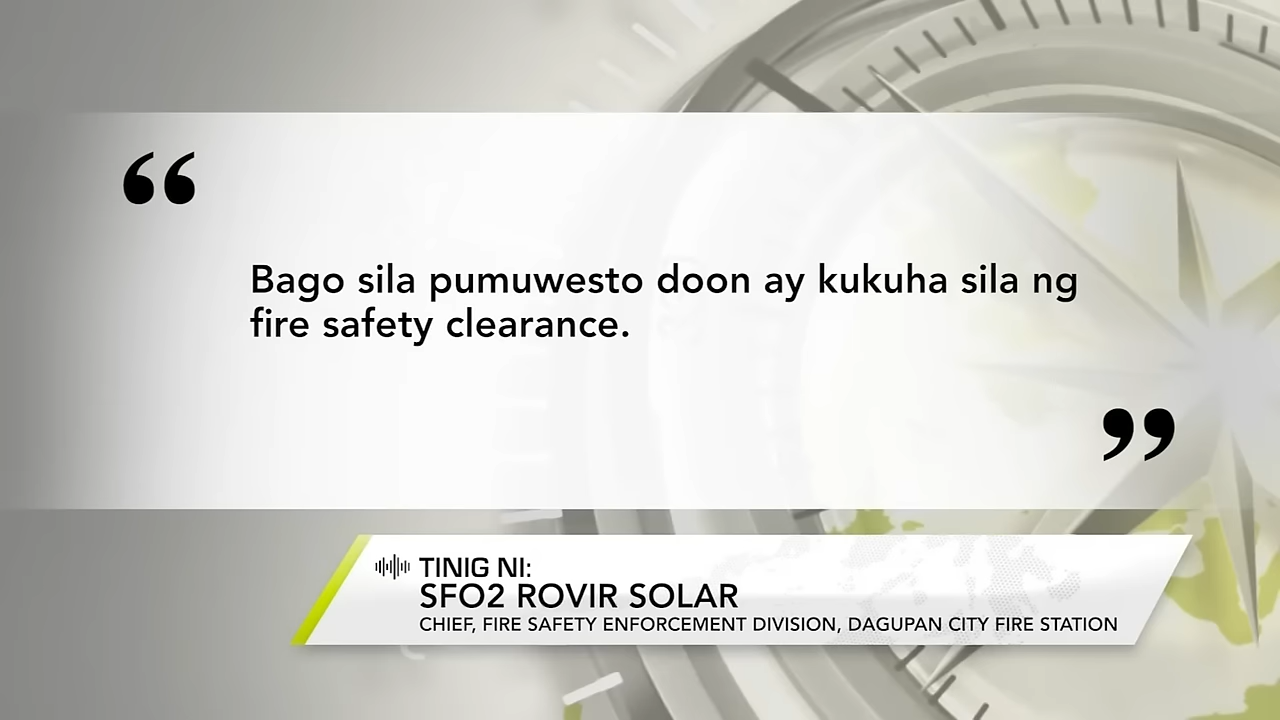 “
Bago sila pumuwesto doon ay kukuha sila ng
fire safety clearance.
”
TINIG NI:
SFO2 ROVIR SOLAR
CHIEF, FIRE SAFETY ENFORCEMENT DIVISION, DAGUPAN CITY FIRE STATION